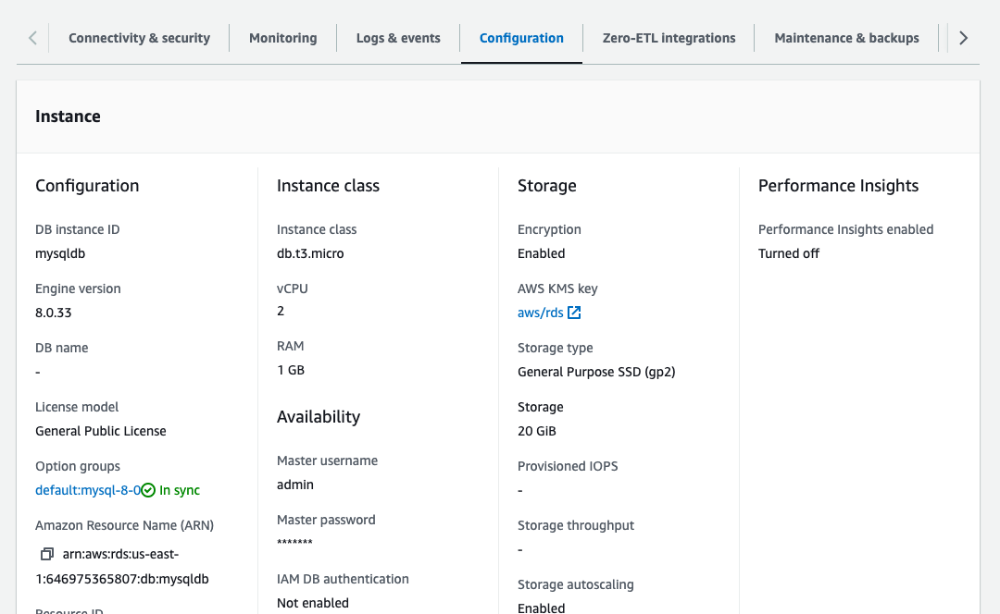 Connectivity & security
Monitoring
Logs & events
Configuration
Zero-ETL integrations
Maintenance & backups
Instance
Configuration
DB instance ID
mysqldb
Engine version
8.0.33
DB name
-
License model
General Public License
Option groups
default:mysql-8-0 In sync
Amazon Resource Name (ARN)
arn:aws:rds:us-east-
1:646975365807:db:mysqldb
Resource ID
Instance class
Instance class
db.t3.micro
vCPU
2
RAM
1 GB
Availability
Master username
admin
Master password
*******
IAM DB authentication
Not enabled
Storage
Encryption
Enabled
AWS KMS key
aws/rds
Storage type
General Purpose SSD (gp2)
Storage
20 GiB
Provisioned IOPS
-
Storage throughput
-
Storage autoscaling
Enabled
Performance Insights
Performance Insights enabled
Turned off